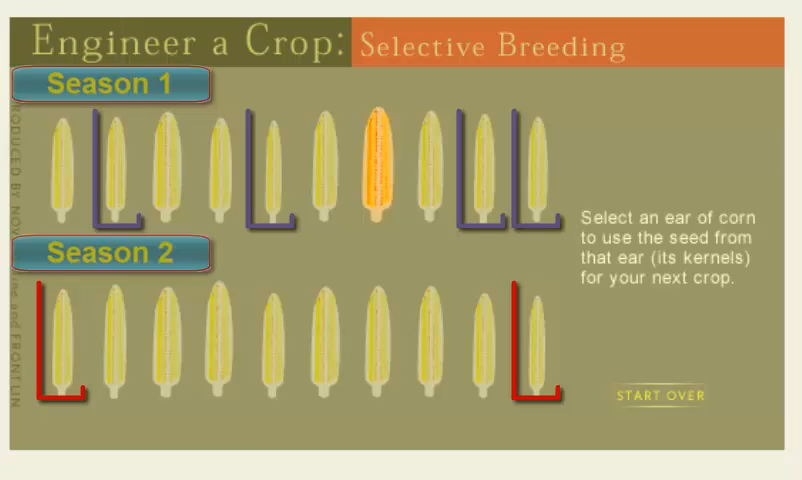 Engineer a Crop: Selective Breeding
Season 1
Select an ear of corn
to use the seed from
that ear (its kernels)
for your next crop.
Season 2
START OVER